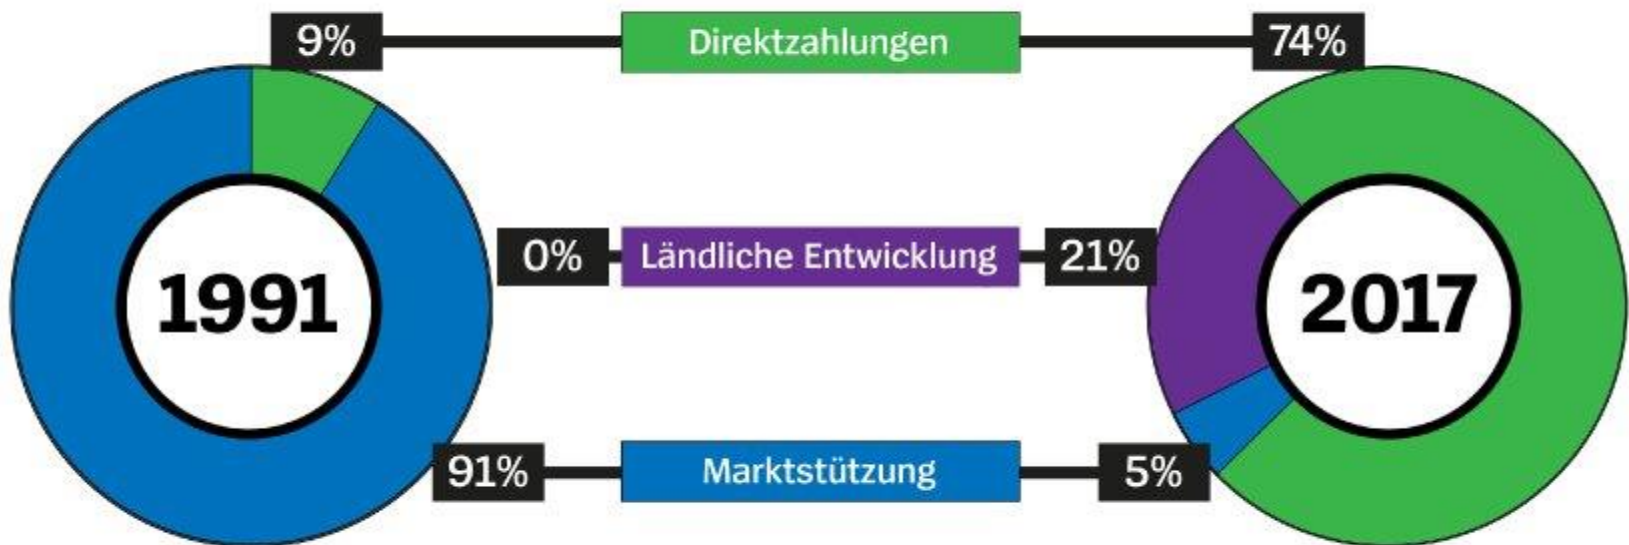 9%
Direktzahlungen
74%
0%
Ländliche Entwicklung
21%
1991
2017
91%
Marktstützung
5%